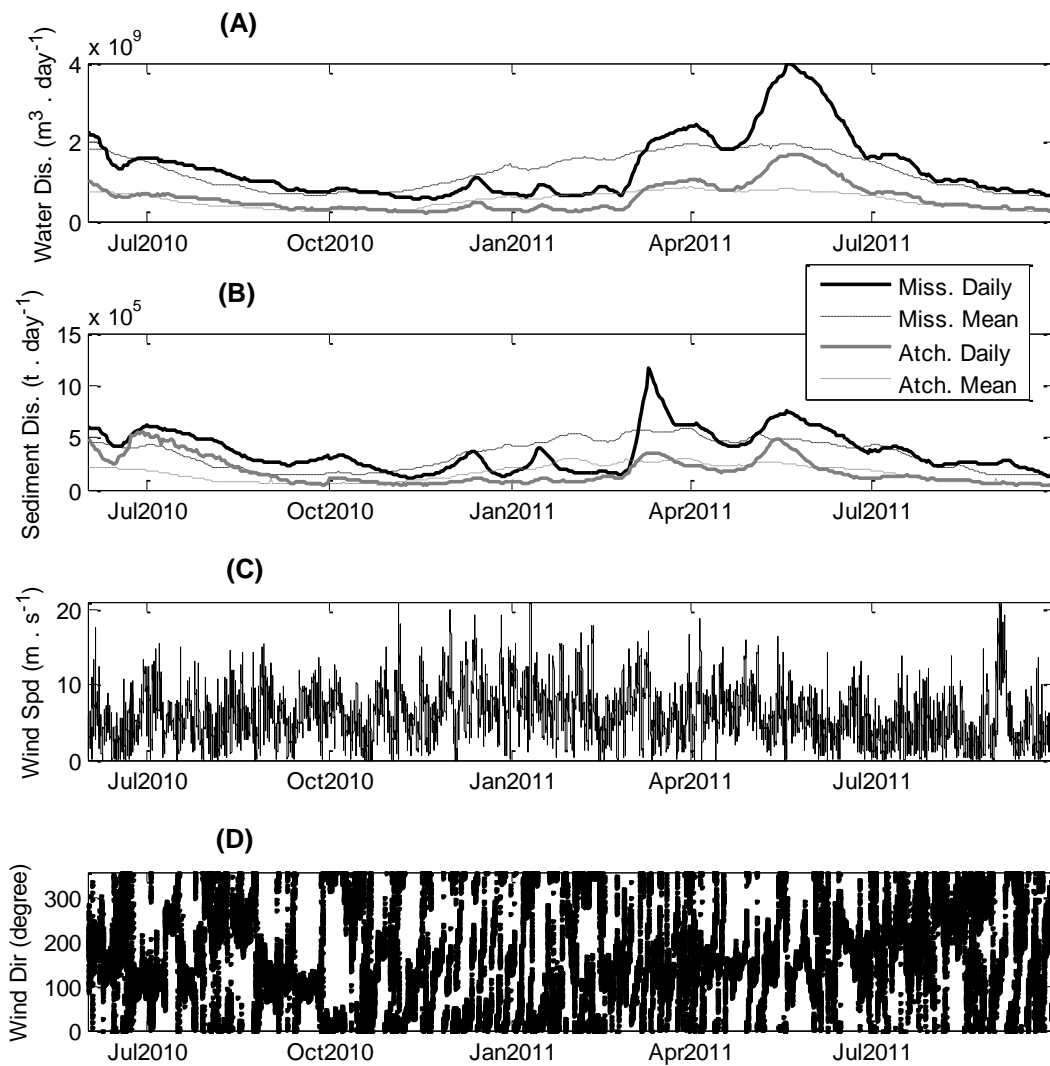 (A)
x 10^9
Water Dis. (m^3 . day^-1)
4
2
0
Jul2010 Oct2010 Jan2011 Apr2011 Jul2011
(B)
x 10^5
Sediment Dis. (t . day^-1)
15
10
5
0
Jul2010 Oct2010 Jan2011 Apr2011 Jul2011
Miss. Daily
Miss. Mean
Atch. Daily
Atch. Mean
(C)
Wind Spd (m . s^-1)
20
10
0
Jul2010 Oct2010 Jan2011 Apr2011 Jul2011
(D)
Wind Dir (degree)
300
200
100
0
Jul2010 Oct2010 Jan2011 Apr2011 Jul2011